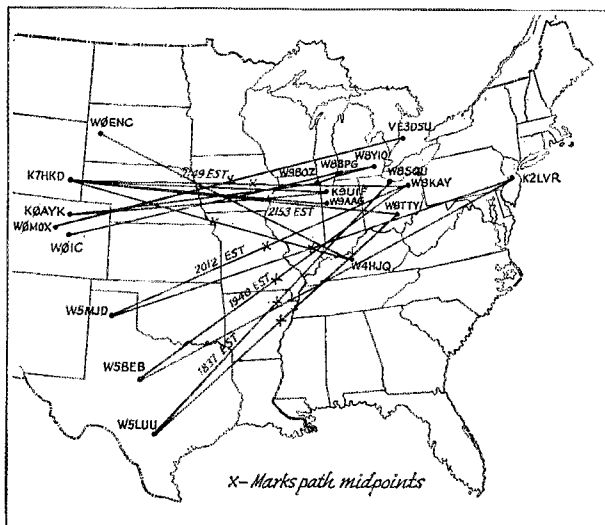 WØENC
VE3DSU
W8YIO
W8BPG
W9BOZ
W8SQU
K2LVR
K7HKD
2149 EST
K9UIF
W8KAY
W9AAG
KØAYK
2153 EST
W8TTY
WØMOX
WØIC
2012 EST
W4HJQ
1940 EST
W5MJD
1837 EST
W5BEB
W5LUU
X-Marks path midpoints